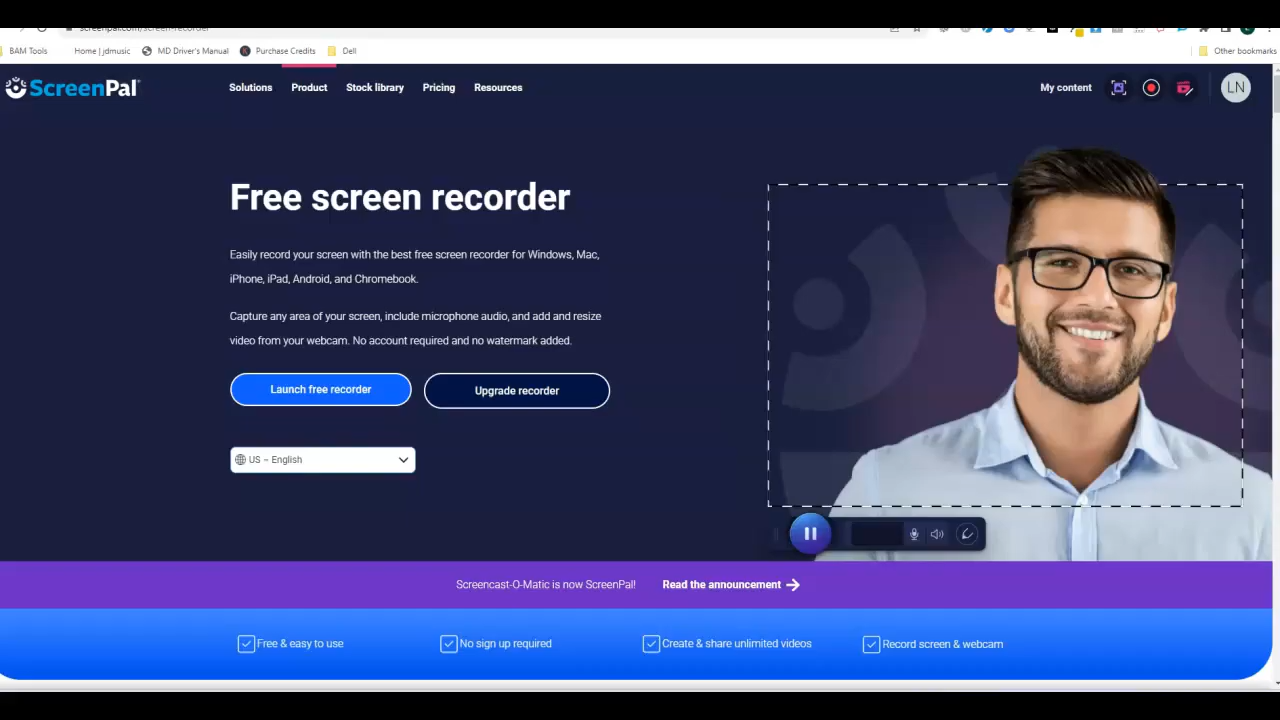 screenpal.com/screen-recorder
BAM Tools Home | jdmusic MD Driver's Manual Purchase Credits Dell Other bookmarks
ScreenPal Solutions Product Stock library Pricing Resources My content LN
Free screen recorder
Easily record your screen with the best free screen recorder for Windows, Mac,
iPhone, iPad, Android, and Chromebook.
Capture any area of your screen, include microphone audio, and add and resize
video from your webcam. No account required and no watermark added.
Launch free recorder Upgrade recorder
US – English
Screencast-O-Matic is now ScreenPal! Read the announcement
Free & easy to use No sign up required Create & share unlimited videos Record screen & webcam